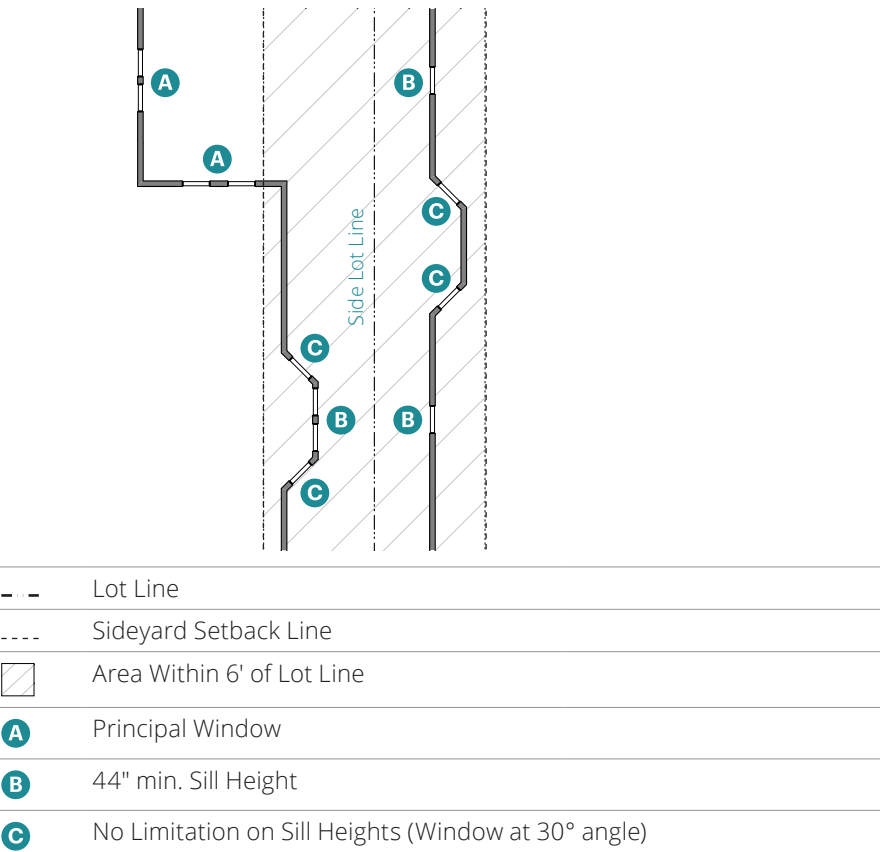 A
B
A
C
Side Lot Line
C
C
B
B
C
Lot Line
Sideyard Setback Line
Area Within 6' of Lot Line
A Principal Window
B 44" min. Sill Height
C No Limitation on Sill Heights (Window at 30° angle)